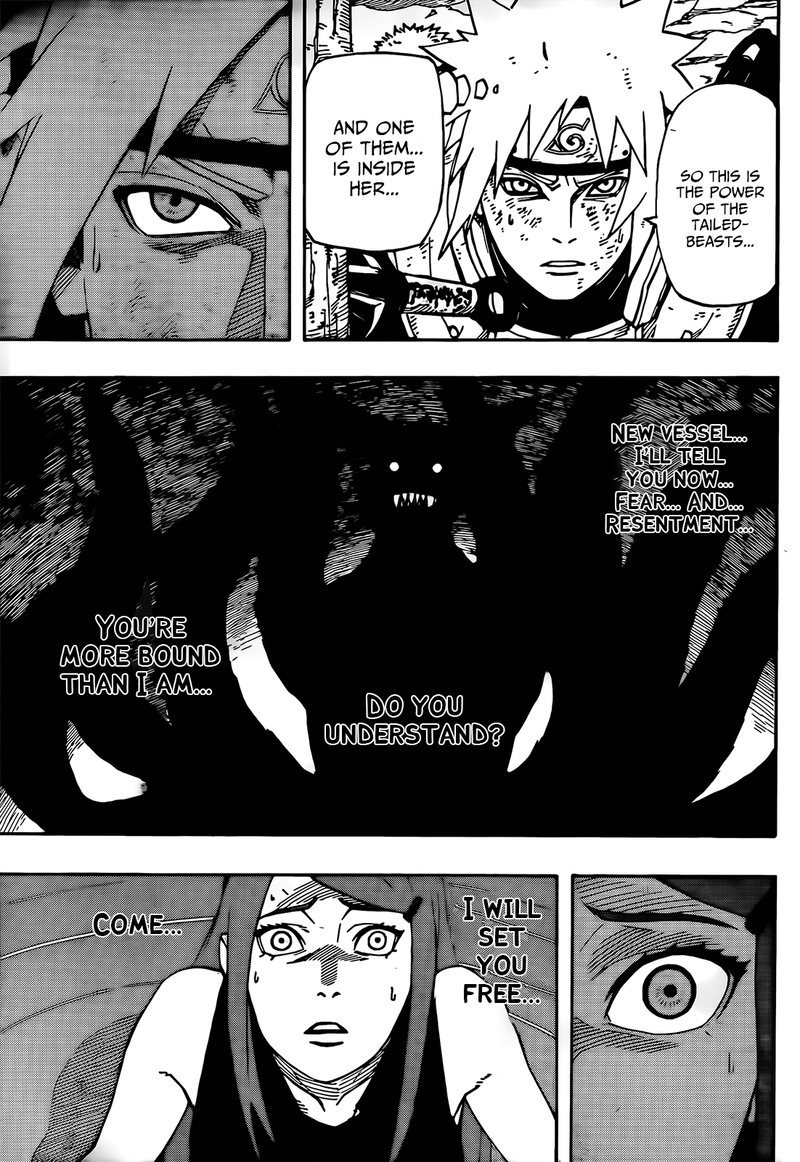 SO THIS IS
THE POWER
OF THE
TAILED-
BEASTS...
AND ONE
OF THEM...
IS INSIDE
HER...
NEW VESSEL...
I'LL TELL
YOU NOW...
FEAR... AND...
RESENTMENT...
DO YOU
UNDERSTAND?
YOU'RE
MORE BOUND
THAN I AM...
I WILL
SET
YOU
FREE...
COME...